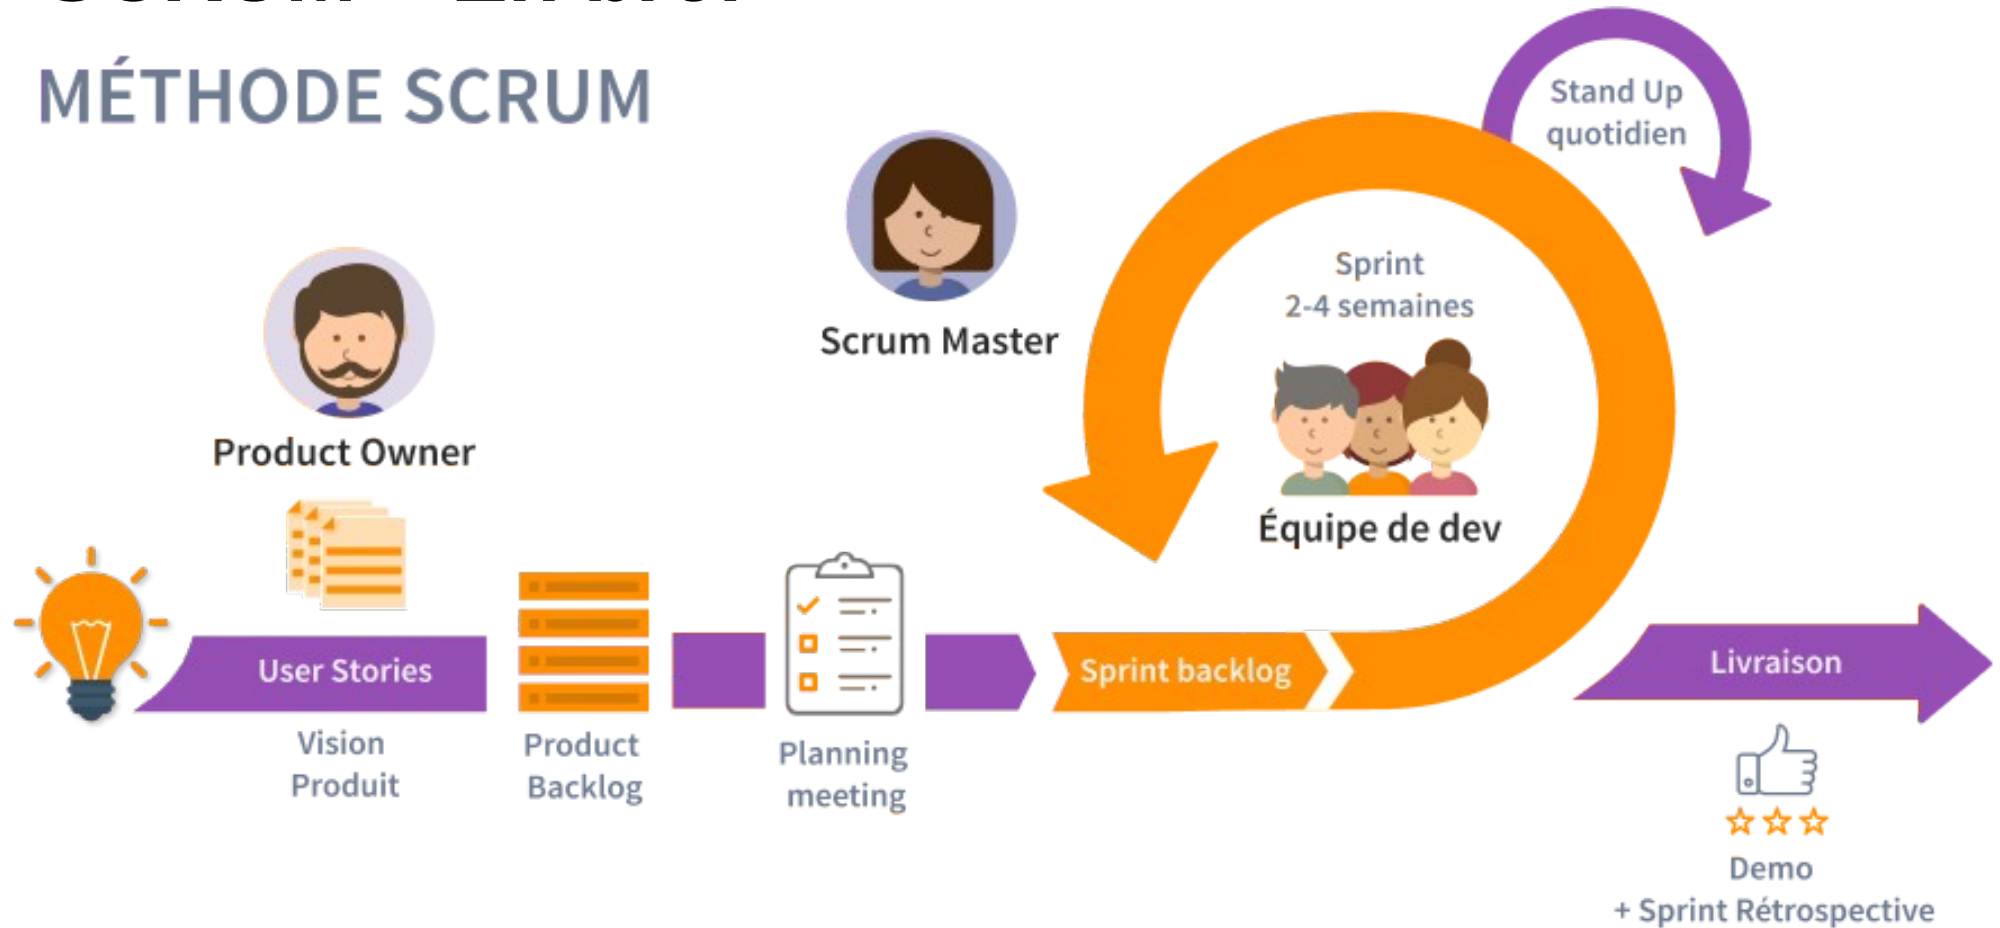 MÉTHODE SCRUM
Stand Up
quotidien
Sprint
2-4 semaines
Scrum Master
Product Owner
Équipe de dev
User Stories
Sprint backlog
Livraison
Vision
Produit
Product
Backlog
Planning
meeting
Demo
+ Sprint Rétrospective